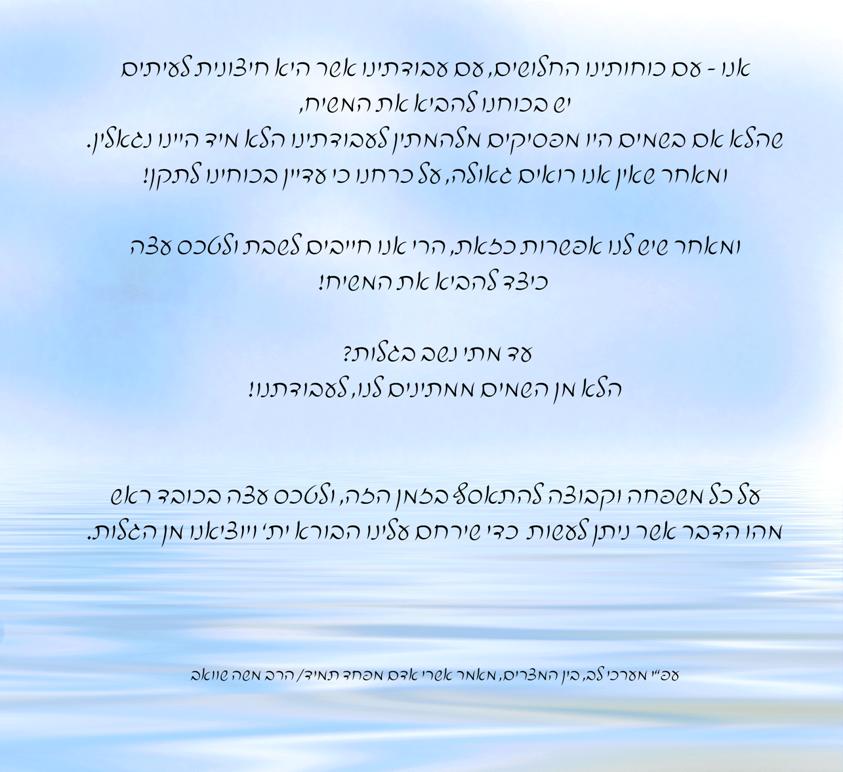 אנו - עם כוחותינו החלושים, עם עבודתינו אשר היא חיצונית לעיתים
יש בכוחנו להביא את המשיח,
שהלא אם בשמים היו מפסיקים מלהמתין לעבודתינו הלא מיד היינו נגאלין.
ומאחר שאין אנו רואים גאולה, על כרחנו כי עדיין בכוחינו לתקן!
ומאחר שיש לנו אפשרות כזאת, הרי אנו חייבים לשבת ולטכס עצה
כיצד להביא את המשיח!
עד מתי נשב בגלות?
הלא מן השמים ממתינים לנו, לעבודתנו!
על כל משפחה וקבוצה להתאסף בזמן הזה, ולטכס עצה בכובד ראש
מהו הדבר אשר ניתן לעשות כדי שירחם עלינו הבורא ית' ויוציאנו מן הגלות.
עפ"י מערכי לב, בין המצרים, מאמר אשרי אדם מפחד תמיד/ הרב משה שוואב